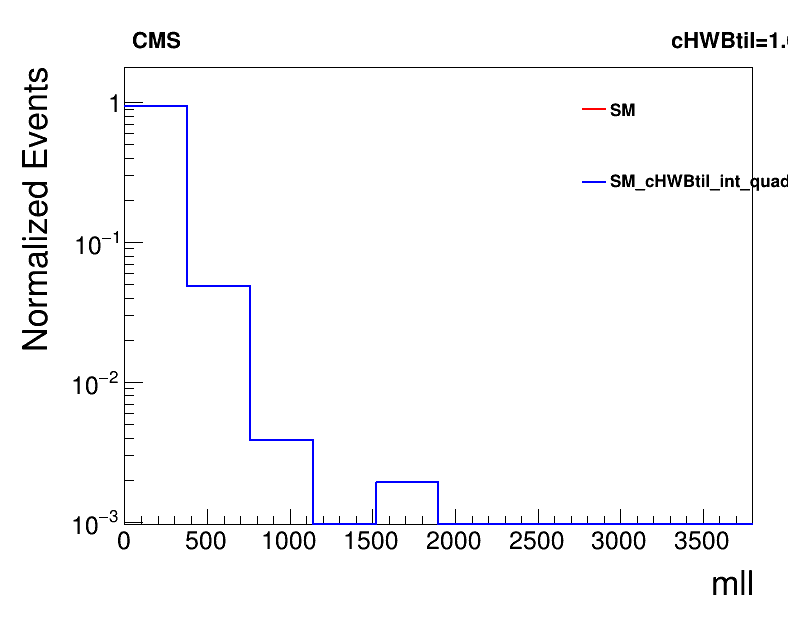 CMS
cHWBtil=1.
Normalized Events
1
10⁻¹
10⁻²
10⁻³
SM
SM_cHWBtil_int_quad
0 500 1000 1500 2000 2500 3000 3500
mll